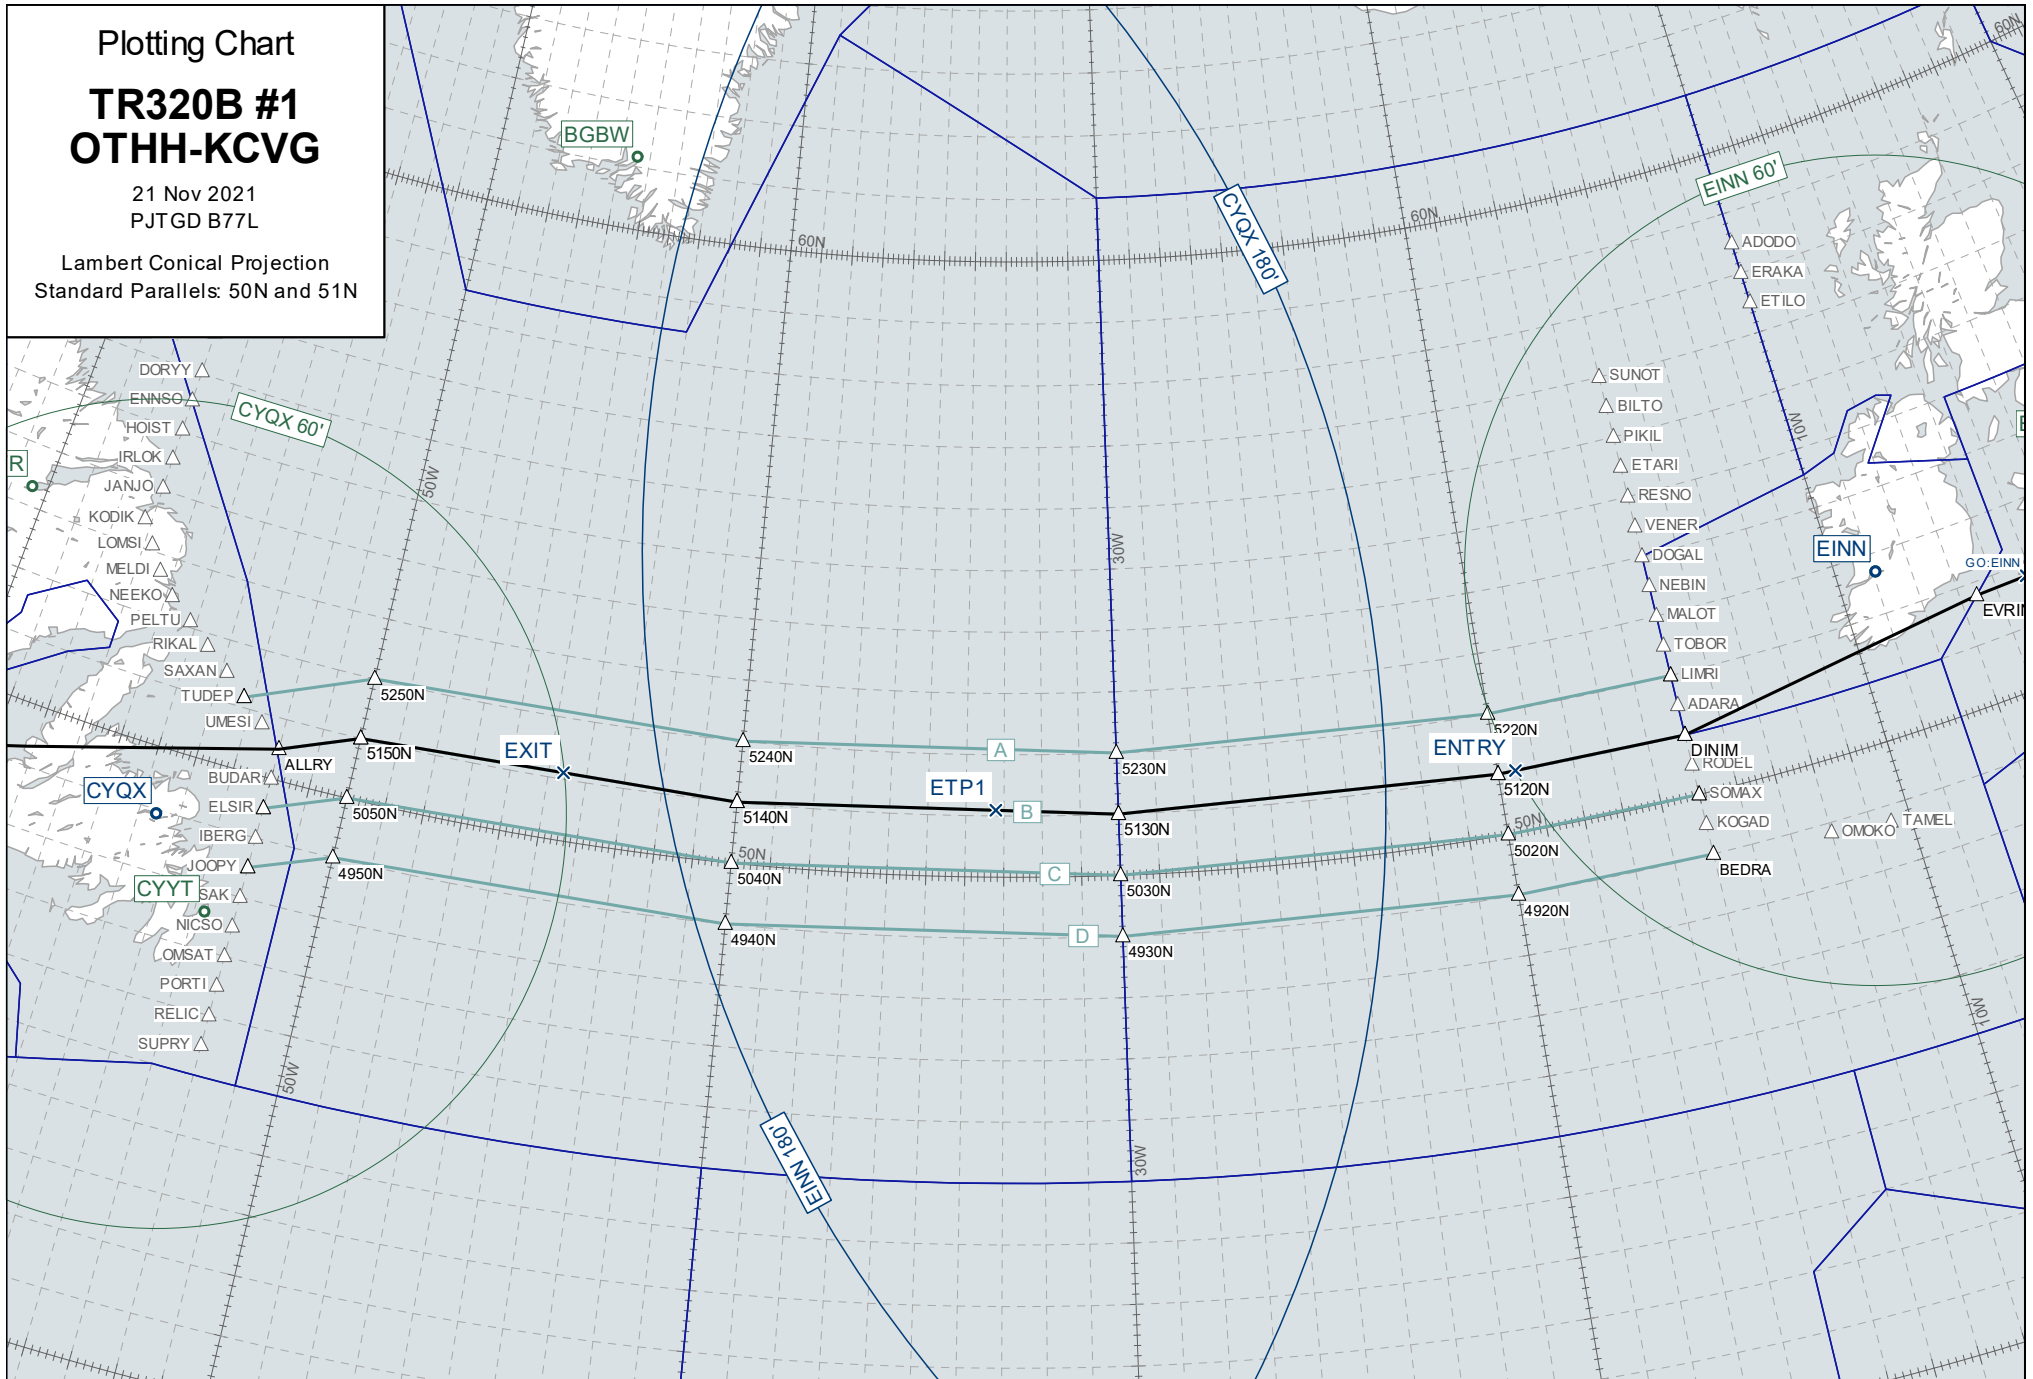 Plotting Chart
TR320B #1
OTHH-KCVG
21 Nov 2021
PJTGD B77L
Lambert Conical Projection
Standard Parallels: 50N and 51N
BGBW
60N
60N
60N
CYQX 180'
EINN 60'
ADODO
ERAKA
ETILO
DORYY
ENNSO
HOIST
IRLOK
JANJO
KODIK
LOMSI
MELDI
NEEKO
PELTU
RIKAL
SAXAN
TUDEP
UMESI
ALLRY
BUDAR
ELSIR
IBERG
JOOPY
SAK
NICSO
OMSAT
PORTI
RELIC
SUPRY
R
CYQX 60'
50W
50W
CYQX
CYYT
5250N
5150N
5050N
4950N
EXIT
5240N
5140N
50N
5040N
4940N
ETP1
A
B
C
D
30W
30W
5230N
5130N
5030N
4930N
EINN 180'
ENTRY
5220N
5120N
50N
5020N
4920N
SUNOT
BILTO
PIKIL
ETARI
RESNO
VENER
DOGAL
NEBIN
MALOT
TOBOR
LIMRI
ADARA
DINIM
RODEL
SOMAX
KOGAD
BEDRA
OMOKO
TAMEL
10W
10W
EINN
GO:EINN